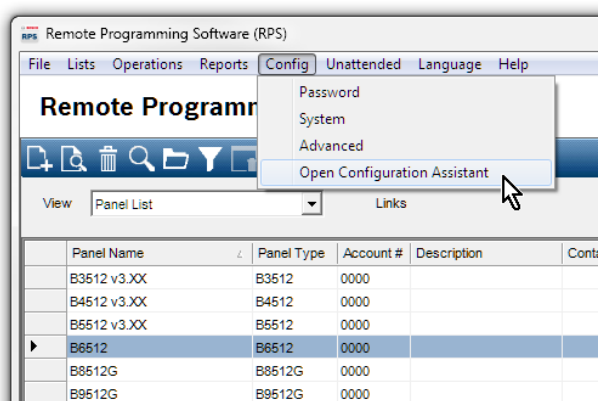 RPS Remote Programming Software (RPS)
File Lists Operations Reports Config Unattended Language Help
Password
Remote Programm
System
Advanced
Open Configuration Assistant
View Panel List Links
Panel Name Panel Type Account # Description Conta
B3512 v3.XX B3512 0000
B4512 v3.XX B4512 0000
B5512 v3.XX B5512 0000
B6512 B6512 0000
B8512G B8512G 0000
B9512G B9512G 0000